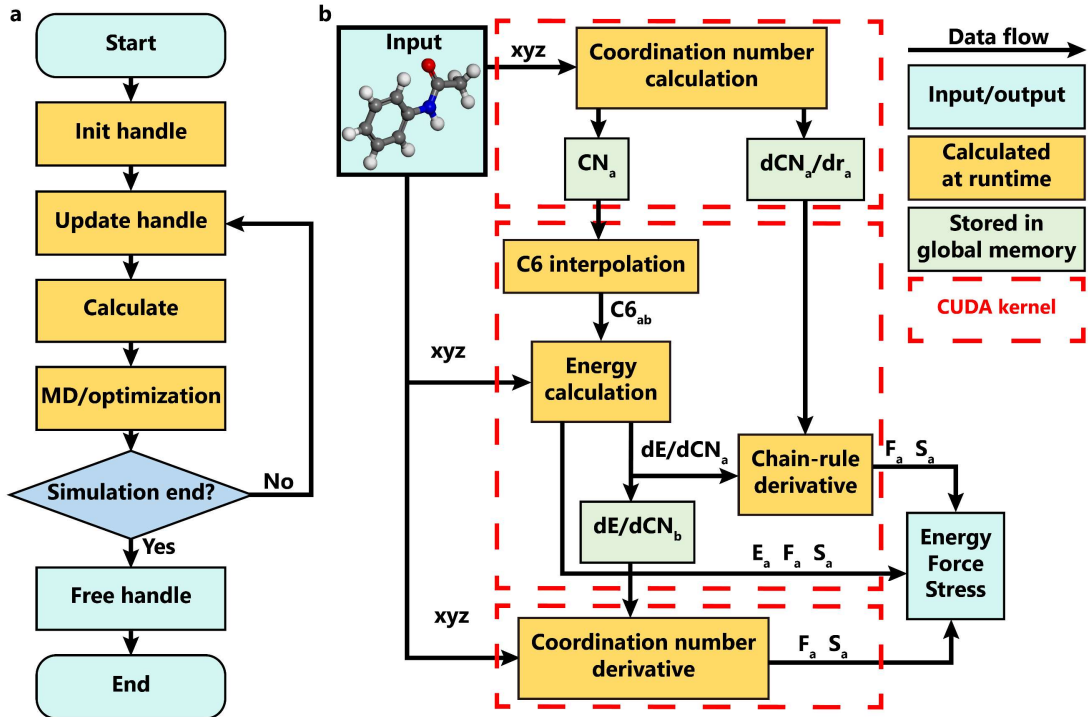 a
Start
Init handle
Update handle
Calculate
MD/optimization
Simulation end?
No
Yes
Free handle
End
b
Input
xyz
Coordination number
calculation
CNa
dCNa/dra
C6 interpolation
C6ab
xyz
Energy
calculation
dE/dCNa
Chain-rule
derivative
Fa Sa
dE/dCNb
Ea Fa Sa
Energy
Force
Stress
xyz
Coordination number
derivative
Fa Sa
Data flow
Input/output
Calculated
at runtime
Stored in
global memory
CUDA kernel